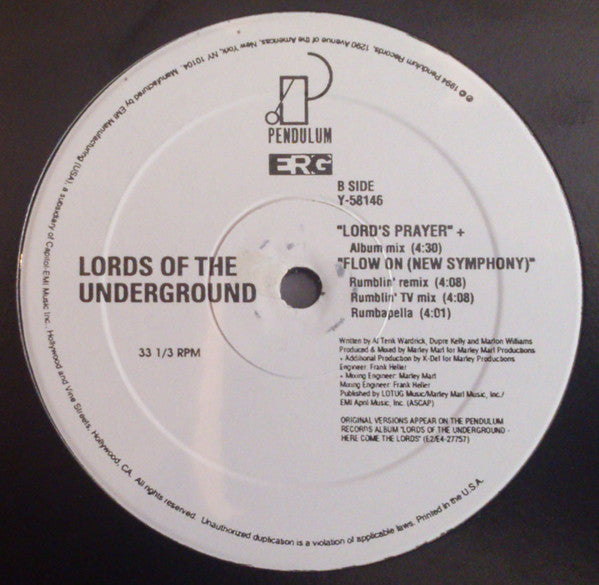 PENDULUM
ERG
B SIDE
Y-58146
"LORD'S PRAYER" +
Album mix (4:30)
"FLOW ON (NEW SYMPHONY)"
Rumblin' remix (4:08)
Rumblin' TV mix (4:08)
Rumbapella (4:01)
LORDS OF THE
UNDERGROUND
33 1/3 RPM
Written by Al'Terik Wardrick, Dupre Kelly and Marlon Williams
Produced & Mixed by Marley Marl for Marley Marl Productions
+ Additional Production by K-Def for Marley Productions
Engineer: Frank Heller
+ Mixing Engineer: Marley Marl
Mixing Engineer: Frank Heller
Published by LOTUG Music/Marley Marl Music, Inc./
EMI April Music, Inc. (ASCAP)
ORIGINAL VERSIONS APPEAR ON THE PENDULUM
RECORDS ALBUM "LORDS OF THE UNDERGROUND -
HERE COME THE LORDS" (E2/E4-27757)
℗ © 1994 Pendulum Records, 1290 Avenue of the Americas, New York, NY 10104. Manufactured by EMI Manufacturing (USA), a subsidiary of Capitol-EMI Music Inc. Hollywood and Vine Streets, Hollywood, CA. All rights reserved. Unauthorized duplication is a violation of applicable laws. Printed in the U.S.A.